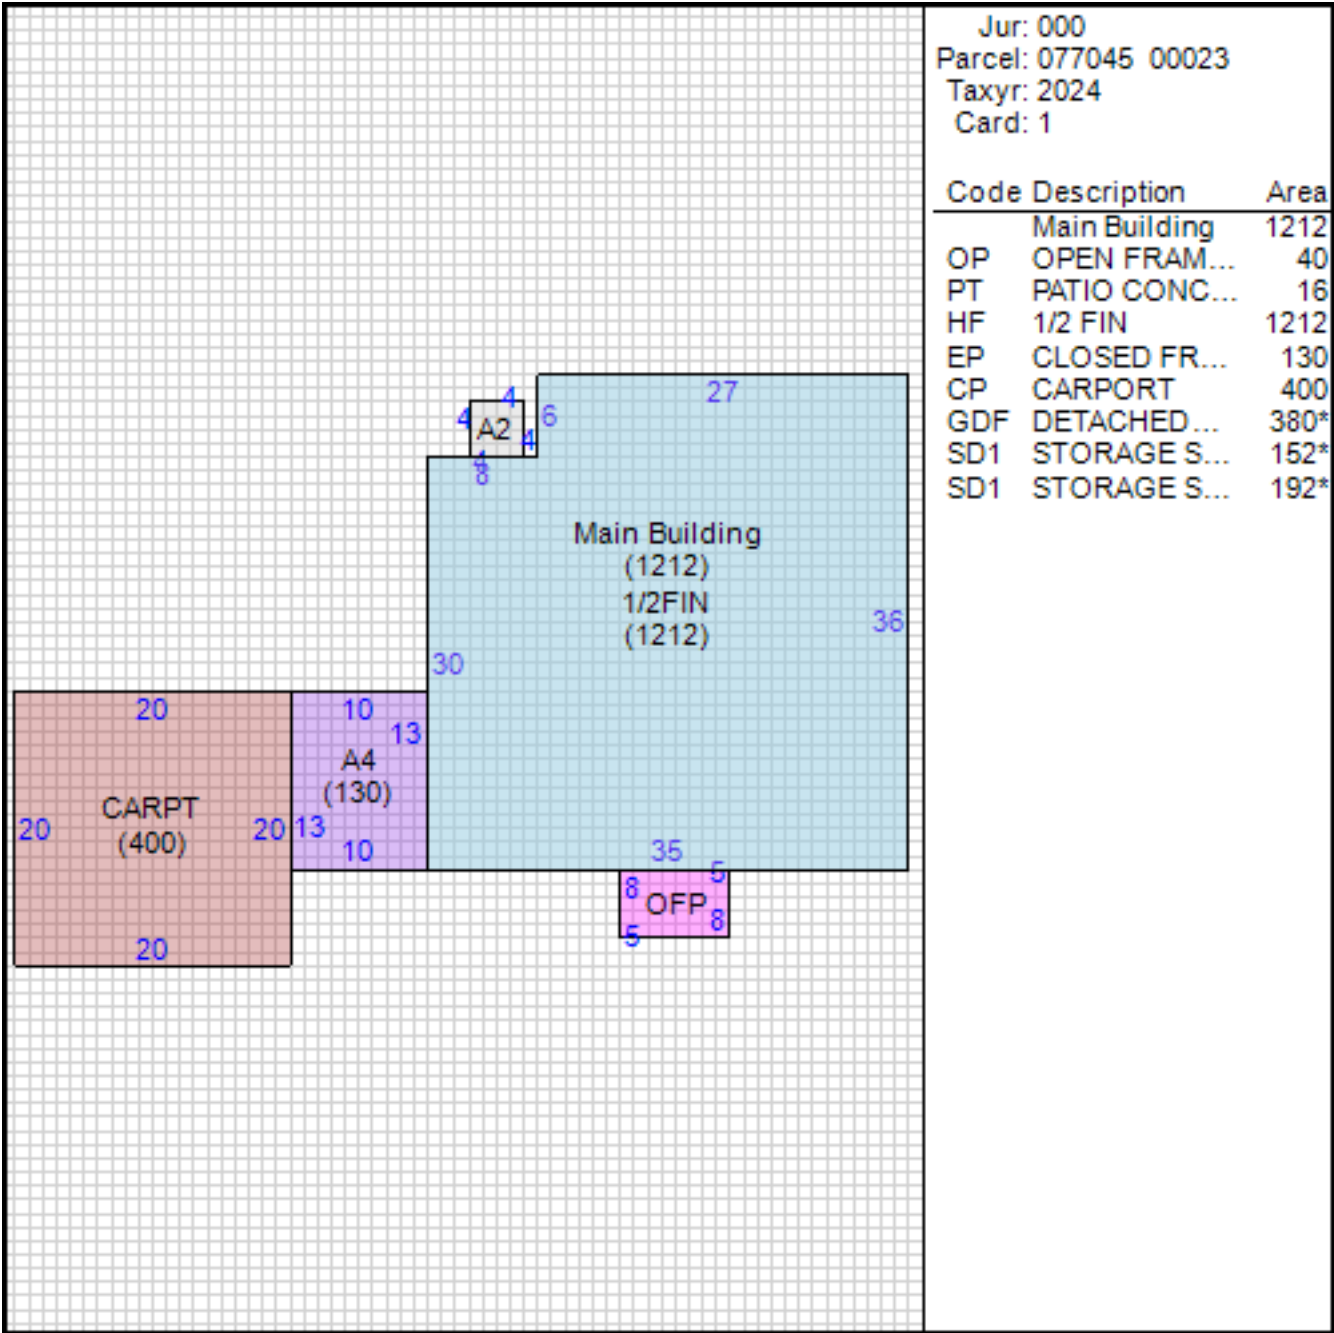 Jur: 000
Parcel: 077045 00023
Taxyr: 2024
Card: 1
Code Description Area
Main Building 1212
OP OPEN FRAM... 40
PT PATIO CONC... 16
HF 1/2 FIN 1212
EP CLOSED FR... 130
CP CARPORT 400
GDF DETACHED ... 380*
SD1 STORAGE S... 152*
SD1 STORAGE S... 192*
27
4
4 6
A2
4
4
8
Main Building
(1212)
1/2FIN
(1212)
36
30
20 10
13
A4
(130)
CARPT
(400)
20 20 13
10 35
5
8
OFP
8
5
20